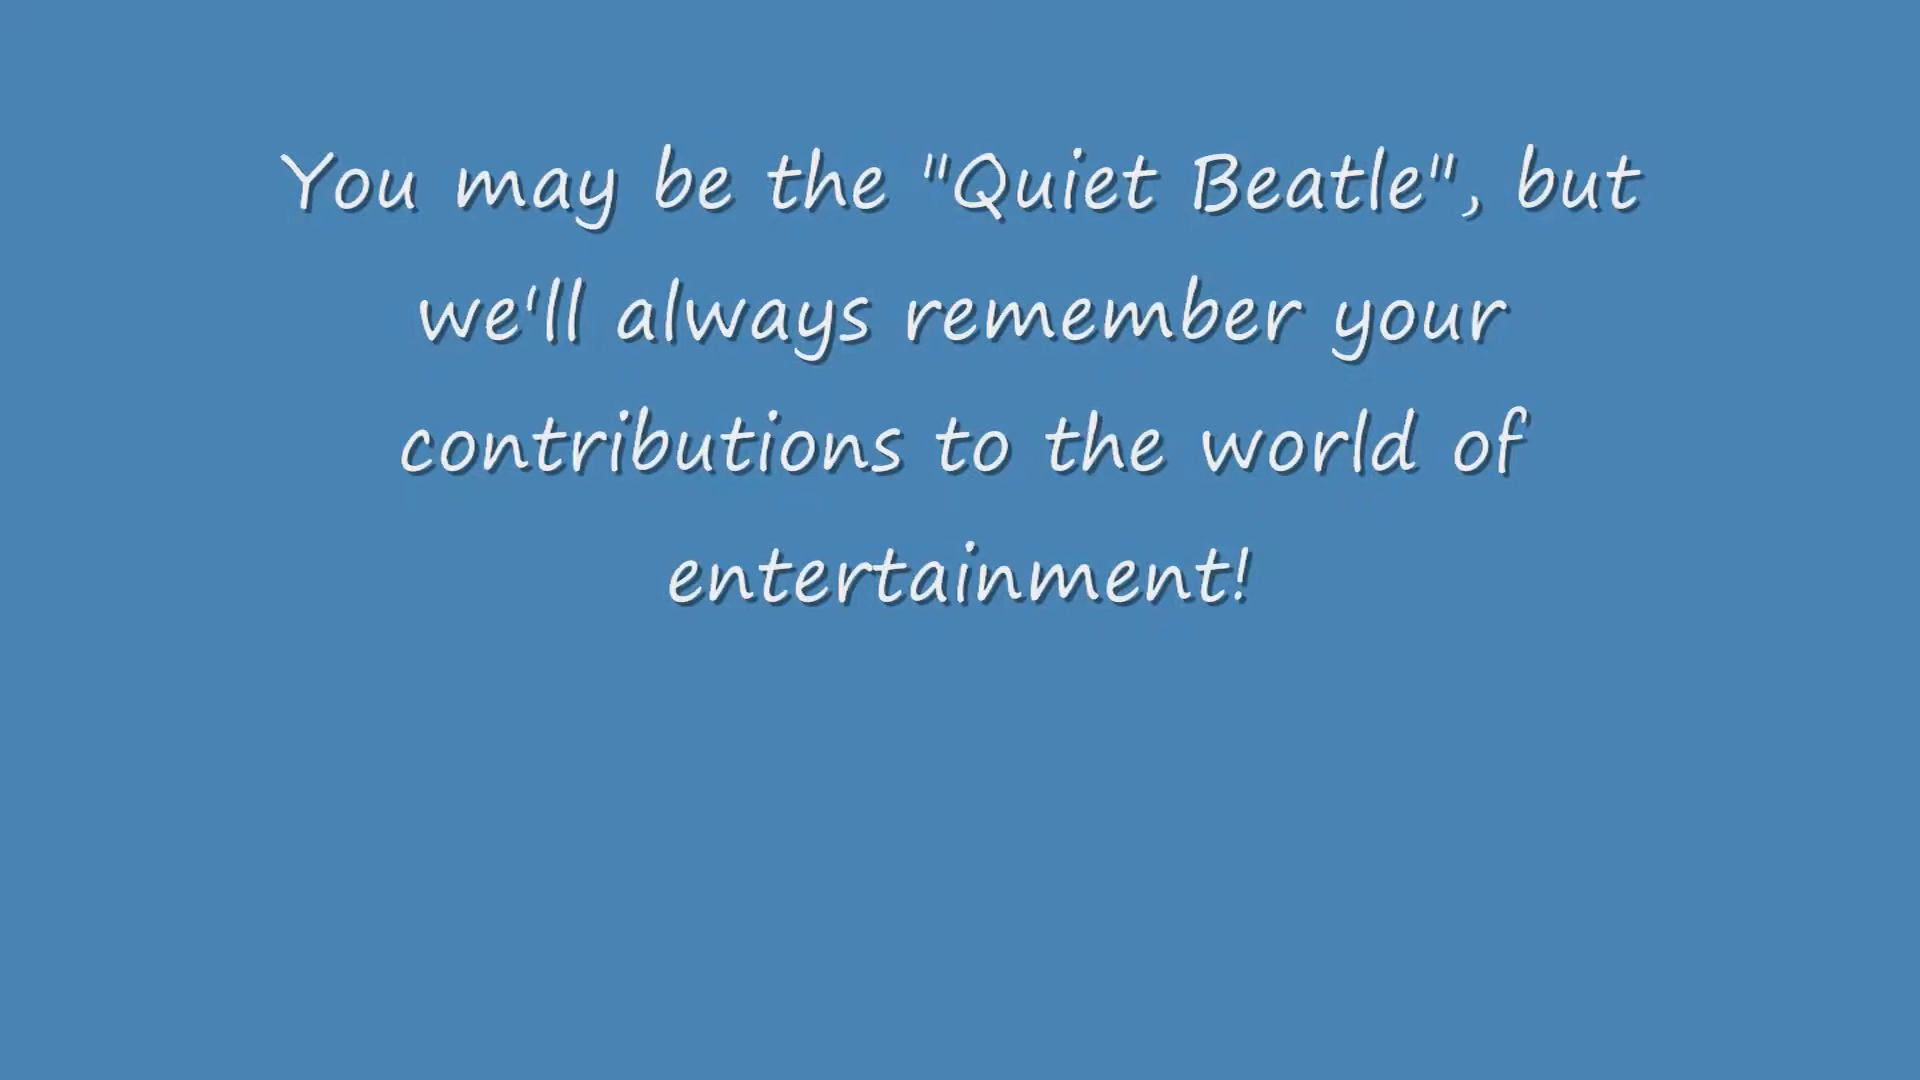 You may be the "Quiet Beatle", but
we'll always remember your
contributions to the world of
entertainment!